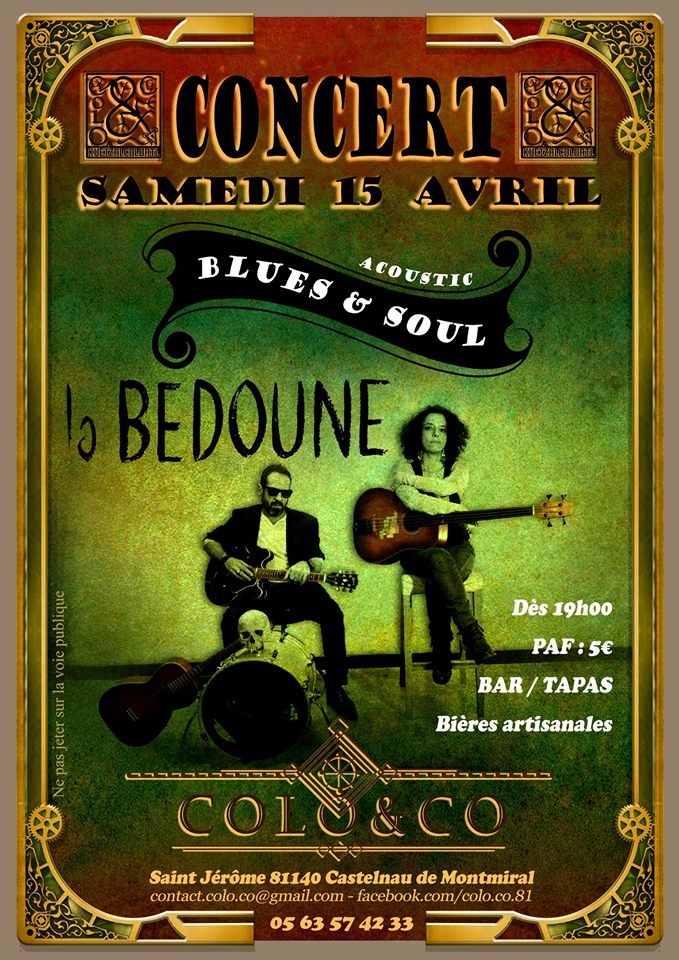 CONCERT
SAMEDI 15 AVRIL
ACOUSTIC
BLUES & SOUL
la BEDOUNE
Dès 19h00
PAF : 5€
BAR / TAPAS
Bières artisanales
Ne pas jeter sur la voie publique
COLO&CO
Saint Jérôme 81140 Castelnau de Montmiral
contact.colo.co@gmail.com - facebook.com/colo.co.81
05 63 57 42 33